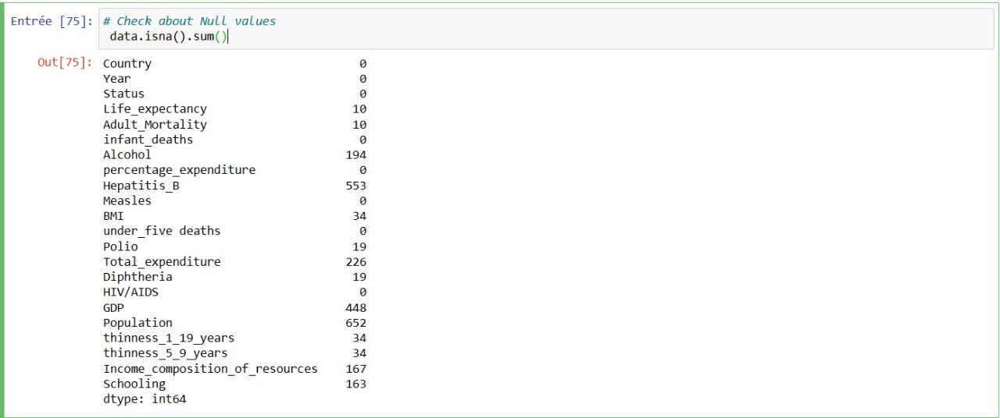 Entrée [75]: # Check about Null values
data.isna().sum()
Out[75]: Country 0
Year 0
Status 0
Life_expectancy 10
Adult_Mortality 10
infant_deaths 0
Alcohol 194
percentage_expenditure 0
Hepatitis_B 553
Measles 0
BMI 34
under_five deaths 0
Polio 19
Total_expenditure 226
Diphtheria 19
HIV/AIDS 0
GDP 448
Population 652
thinness_1_19_years 34
thinness_5_9_years 34
Income_composition_of_resources 167
Schooling 163
dtype: int64